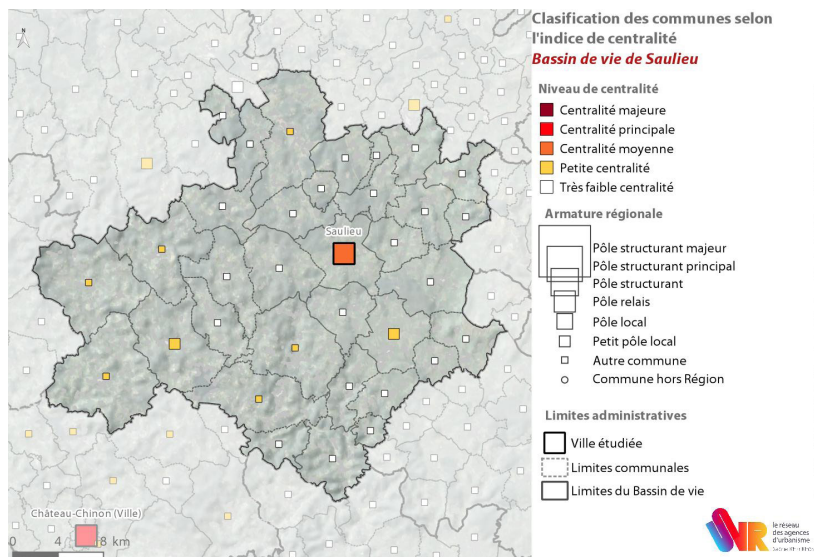 Clasification des communes selon
l'indice de centralité
Bassin de vie de Saulieu
N
Niveau de centralité
Centralité majeure
Centralité principale
Centralité moyenne
Petite centralité
Très faible centralité
Armature régionale
Pôle structurant majeur
Pôle structurant principal
Pôle structurant
Pôle relais
Pôle local
Petit pôle local
Autre commune
Commune hors Région
Limites administratives
Ville étudiée
Limites communales
Limites du Bassin de vie
Saulieu
Château-Chinon (Ville)
0 4 8 km
le réseau
des agences
d'urbanisme